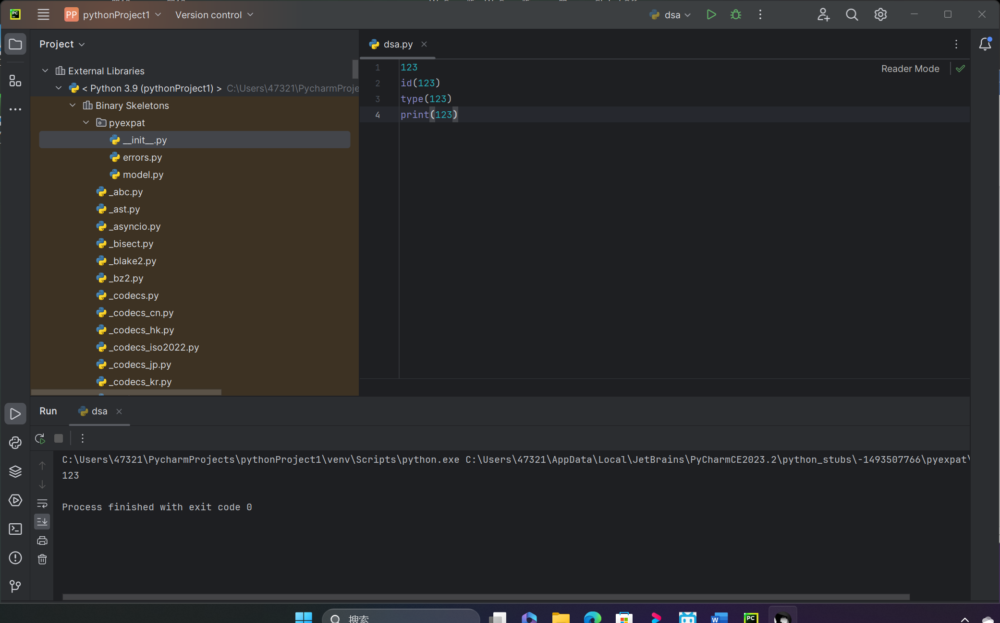 PC
PP pythonProject1 Version control dsa
Project
External Libraries
< Python 3.9 (pythonProject1) > C:\Users\47321\PycharmProje
Binary Skeletons
pyexpat
__init__.py
errors.py
model.py
_abc.py
_ast.py
_asyncio.py
_bisect.py
_blake2.py
_bz2.py
_codecs.py
_codecs_cn.py
_codecs_hk.py
_codecs_iso2022.py
_codecs_jp.py
_codecs_kr.py
dsa.py
Reader Mode
1 123
2 id(123)
3 type(123)
4 print(123)
Run dsa
C:\Users\47321\PycharmProjects\pythonProject1\venv\Scripts\python.exe C:\Users\47321\AppData\Local\JetBrains\PyCharmCE2023.2\python_stubs\-1493507766\pyexpat\
123
Process finished with exit code 0
搜索
W
PC